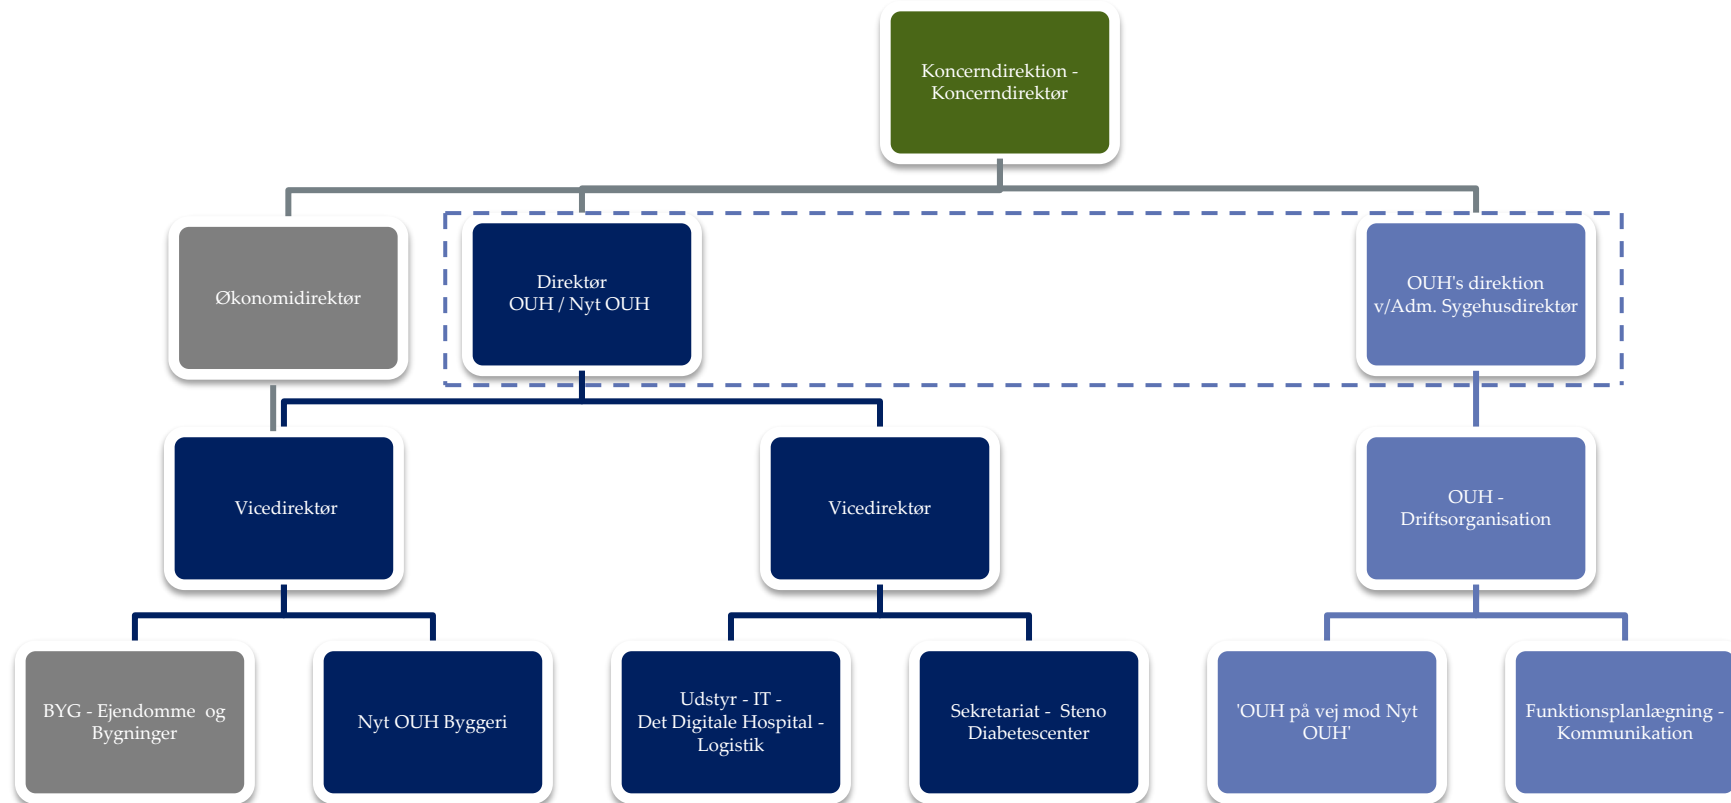 Koncerndirektion -
Koncerndirektør
Økonomidirektør
Direktør
OUH / Nyt OUH
OUH's direktion
v/Adm. Sygehusdirektør
Vicedirektør
Vicedirektør
OUH -
Driftsorganisation
BYG - Ejendomme og
Bygninger
Nyt OUH Byggeri
Udstyr - IT -
Det Digitale Hospital -
Logistik
Sekretariat - Steno
Diabetescenter
'OUH på vej mod Nyt
OUH'
Funktionsplanlægning -
Kommunikation